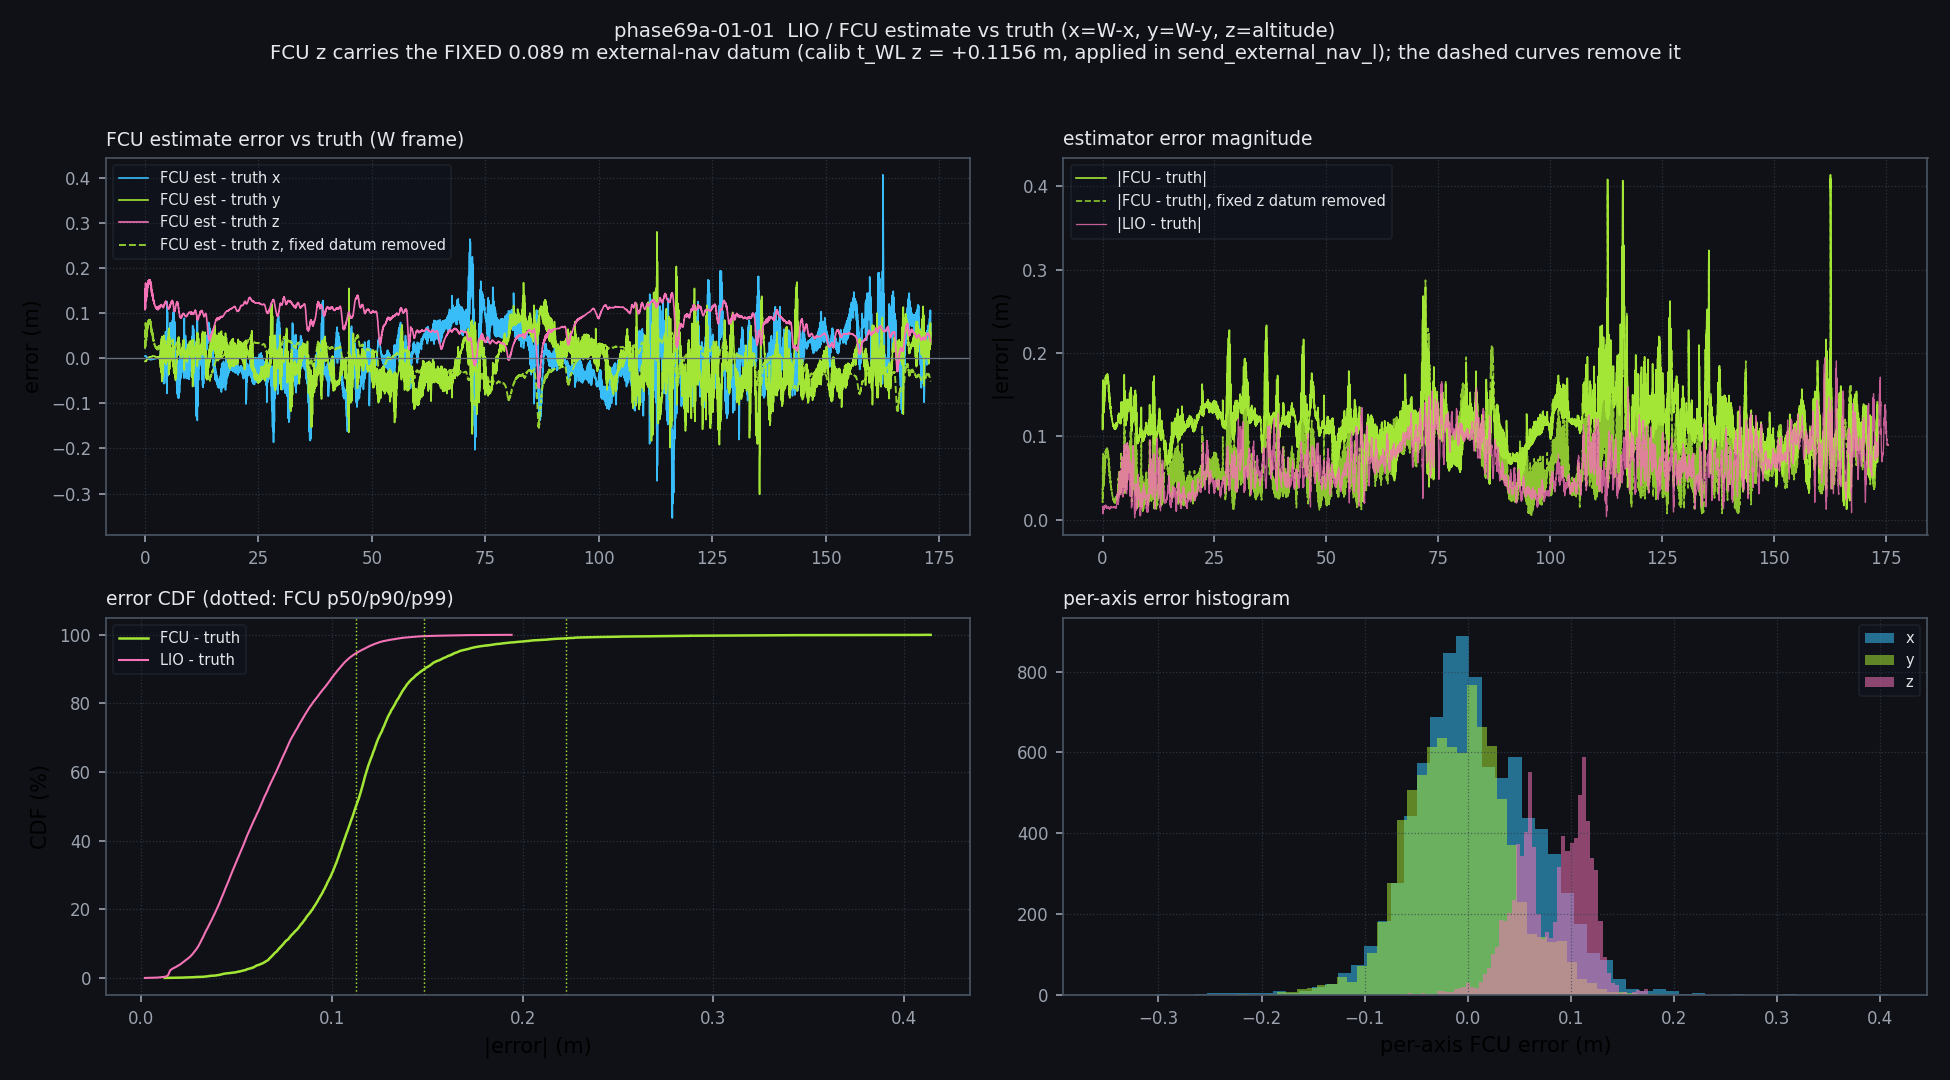 phase69a-01-01  LIO / FCU estimate vs truth (x=W-x, y=W-y, z=altitude)
FCU z carries the FIXED 0.089 m external-nav datum (calib t_WL z = +0.1156 m, applied in send_external_nav_l); the dashed curves remove it
FCU estimate error vs truth (W frame)
FCU est - truth x
FCU est - truth y
FCU est - truth z
FCU est - truth z, fixed datum removed
error (m)
0.4
0.3
0.2
0.1
0.0
−0.1
−0.2
−0.3
0 25 50 75 100 125 150 175
estimator error magnitude
|FCU - truth|
|FCU - truth|, fixed z datum removed
|LIO - truth|
|error| (m)
0.4
0.3
0.2
0.1
0.0
0 25 50 75 100 125 150 175
error CDF (dotted: FCU p50/p90/p99)
FCU - truth
LIO - truth
CDF (%)
100
80
60
40
20
0
0.0 0.1 0.2 0.3 0.4
|error| (m)
per-axis error histogram
x
y
z
800
600
400
200
0
−0.3 −0.2 −0.1 0.0 0.1 0.2 0.3 0.4
per-axis FCU error (m)